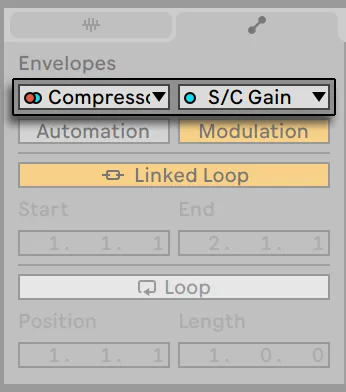 Envelopes
Compressc S/C Gain
Automation Modulation
Linked Loop
Start End
1. 1. 1 2. 1. 1
Loop
Position Length
1. 1. 1 1. 0. 0